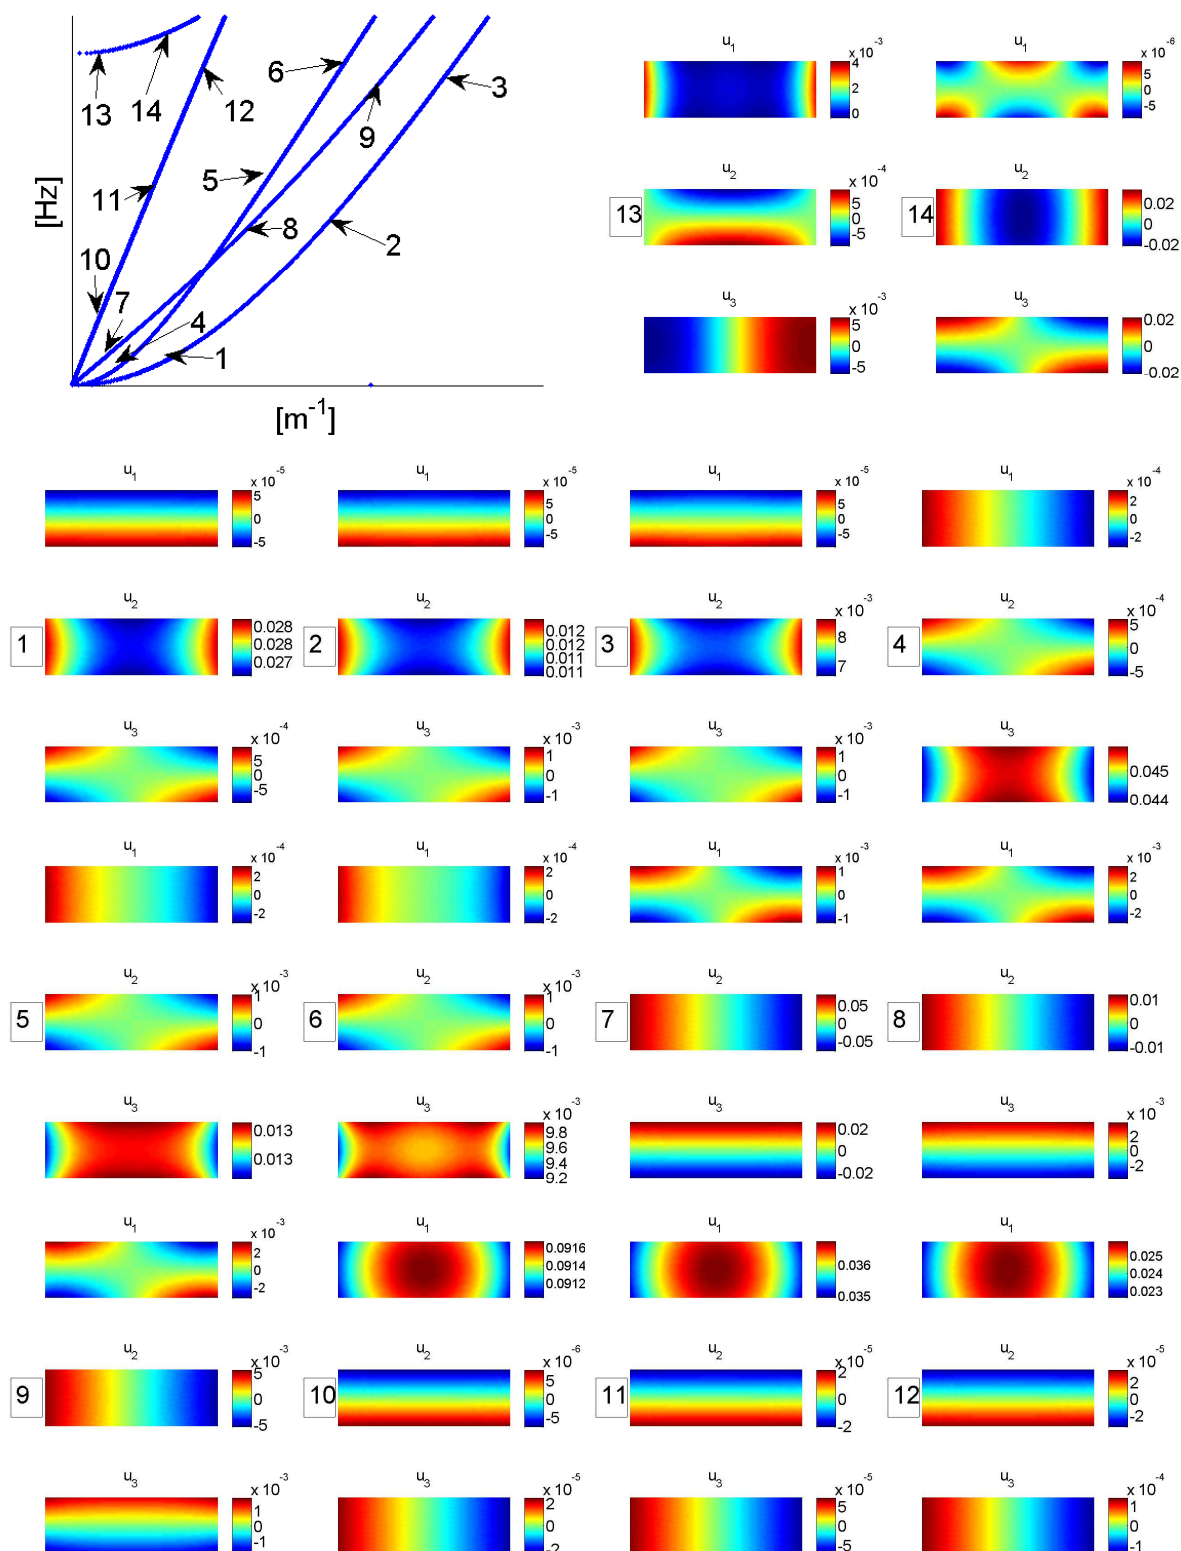 [Hz]
[m-1]
1
2
3
4
5
6
7
8
9
10
11
12
13
14
13
u1
x 10-3
4
2
0
u2
x 10-4
5
0
-5
u3
x 10-3
5
0
-5
14
u1
x 10-6
5
0
-5
u2
0.02
0
-0.02
u3
0.02
0
-0.02
1
u1
x 10-5
5
0
-5
u2
0.028
0.028
0.027
u3
x 10-4
5
0
-5
2
u1
x 10-5
5
0
-5
u2
0.012
0.012
0.011
0.011
u3
x 10-3
1
0
-1
3
u1
x 10-5
5
0
-5
u2
x 10-3
8
7
u3
x 10-3
1
0
-1
4
u1
x 10-4
2
0
-2
u2
x 10-4
5
0
-5
u3
0.045
0.044
5
u1
x 10-4
2
0
-2
u2
x 10-3
1
0
-1
u3
0.013
0.013
6
u1
x 10-4
2
0
-2
u2
x 10-3
1
0
-1
u3
x 10-3
9.8
9.6
9.4
9.2
7
u1
x 10-3
1
0
-1
u2
0.05
0
-0.05
u3
0.02
0
-0.02
8
u1
x 10-3
2
0
-2
u2
0.01
0
-0.01
u3
x 10-3
2
0
-2
9
u1
x 10-3
2
0
-2
u2
x 10-3
5
0
-5
u3
x 10-3
1
0
-1
10
u1
0.0916
0.0914
0.0912
u2
x 10-6
5
0
-5
u3
x 10-5
2
0
-2
11
u1
0.036
0.035
u2
x 10-5
2
0
-2
u3
x 10-5
5
0
-5
12
u1
0.025
0.024
0.023
u2
x 10-5
2
0
-2
u3
x 10-4
1
0
-1